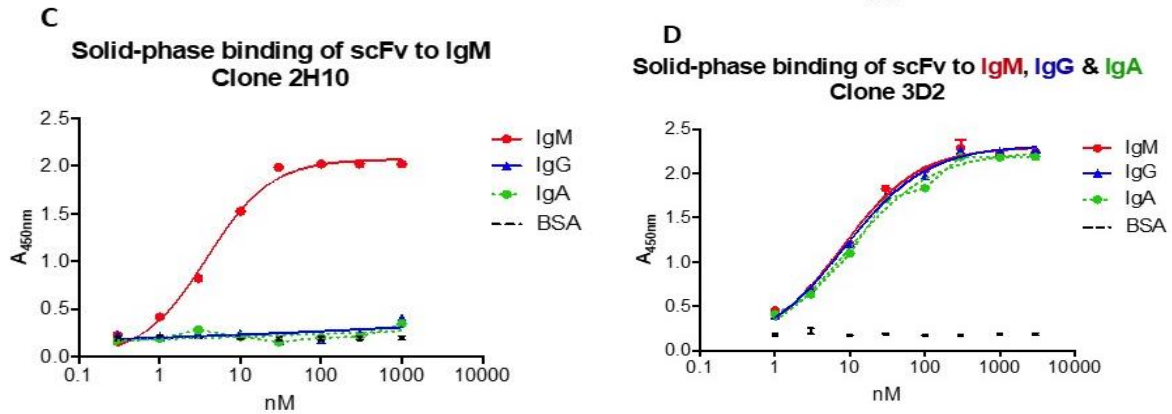 C
Solid-phase binding of scFv to IgM
Clone 2H10
2.5
2.0
1.5
1.0
0.5
0.0
A450nm
0.1
1
10
100
1000
10000
nM
IgM
IgG
IgA
BSA
D
Solid-phase binding of scFv to IgM, IgG & IgA
Clone 3D2
2.5
2.0
1.5
1.0
0.5
0.0
A450nm
0.1
1
10
100
1000
10000
nM
IgM
IgG
IgA
BSA